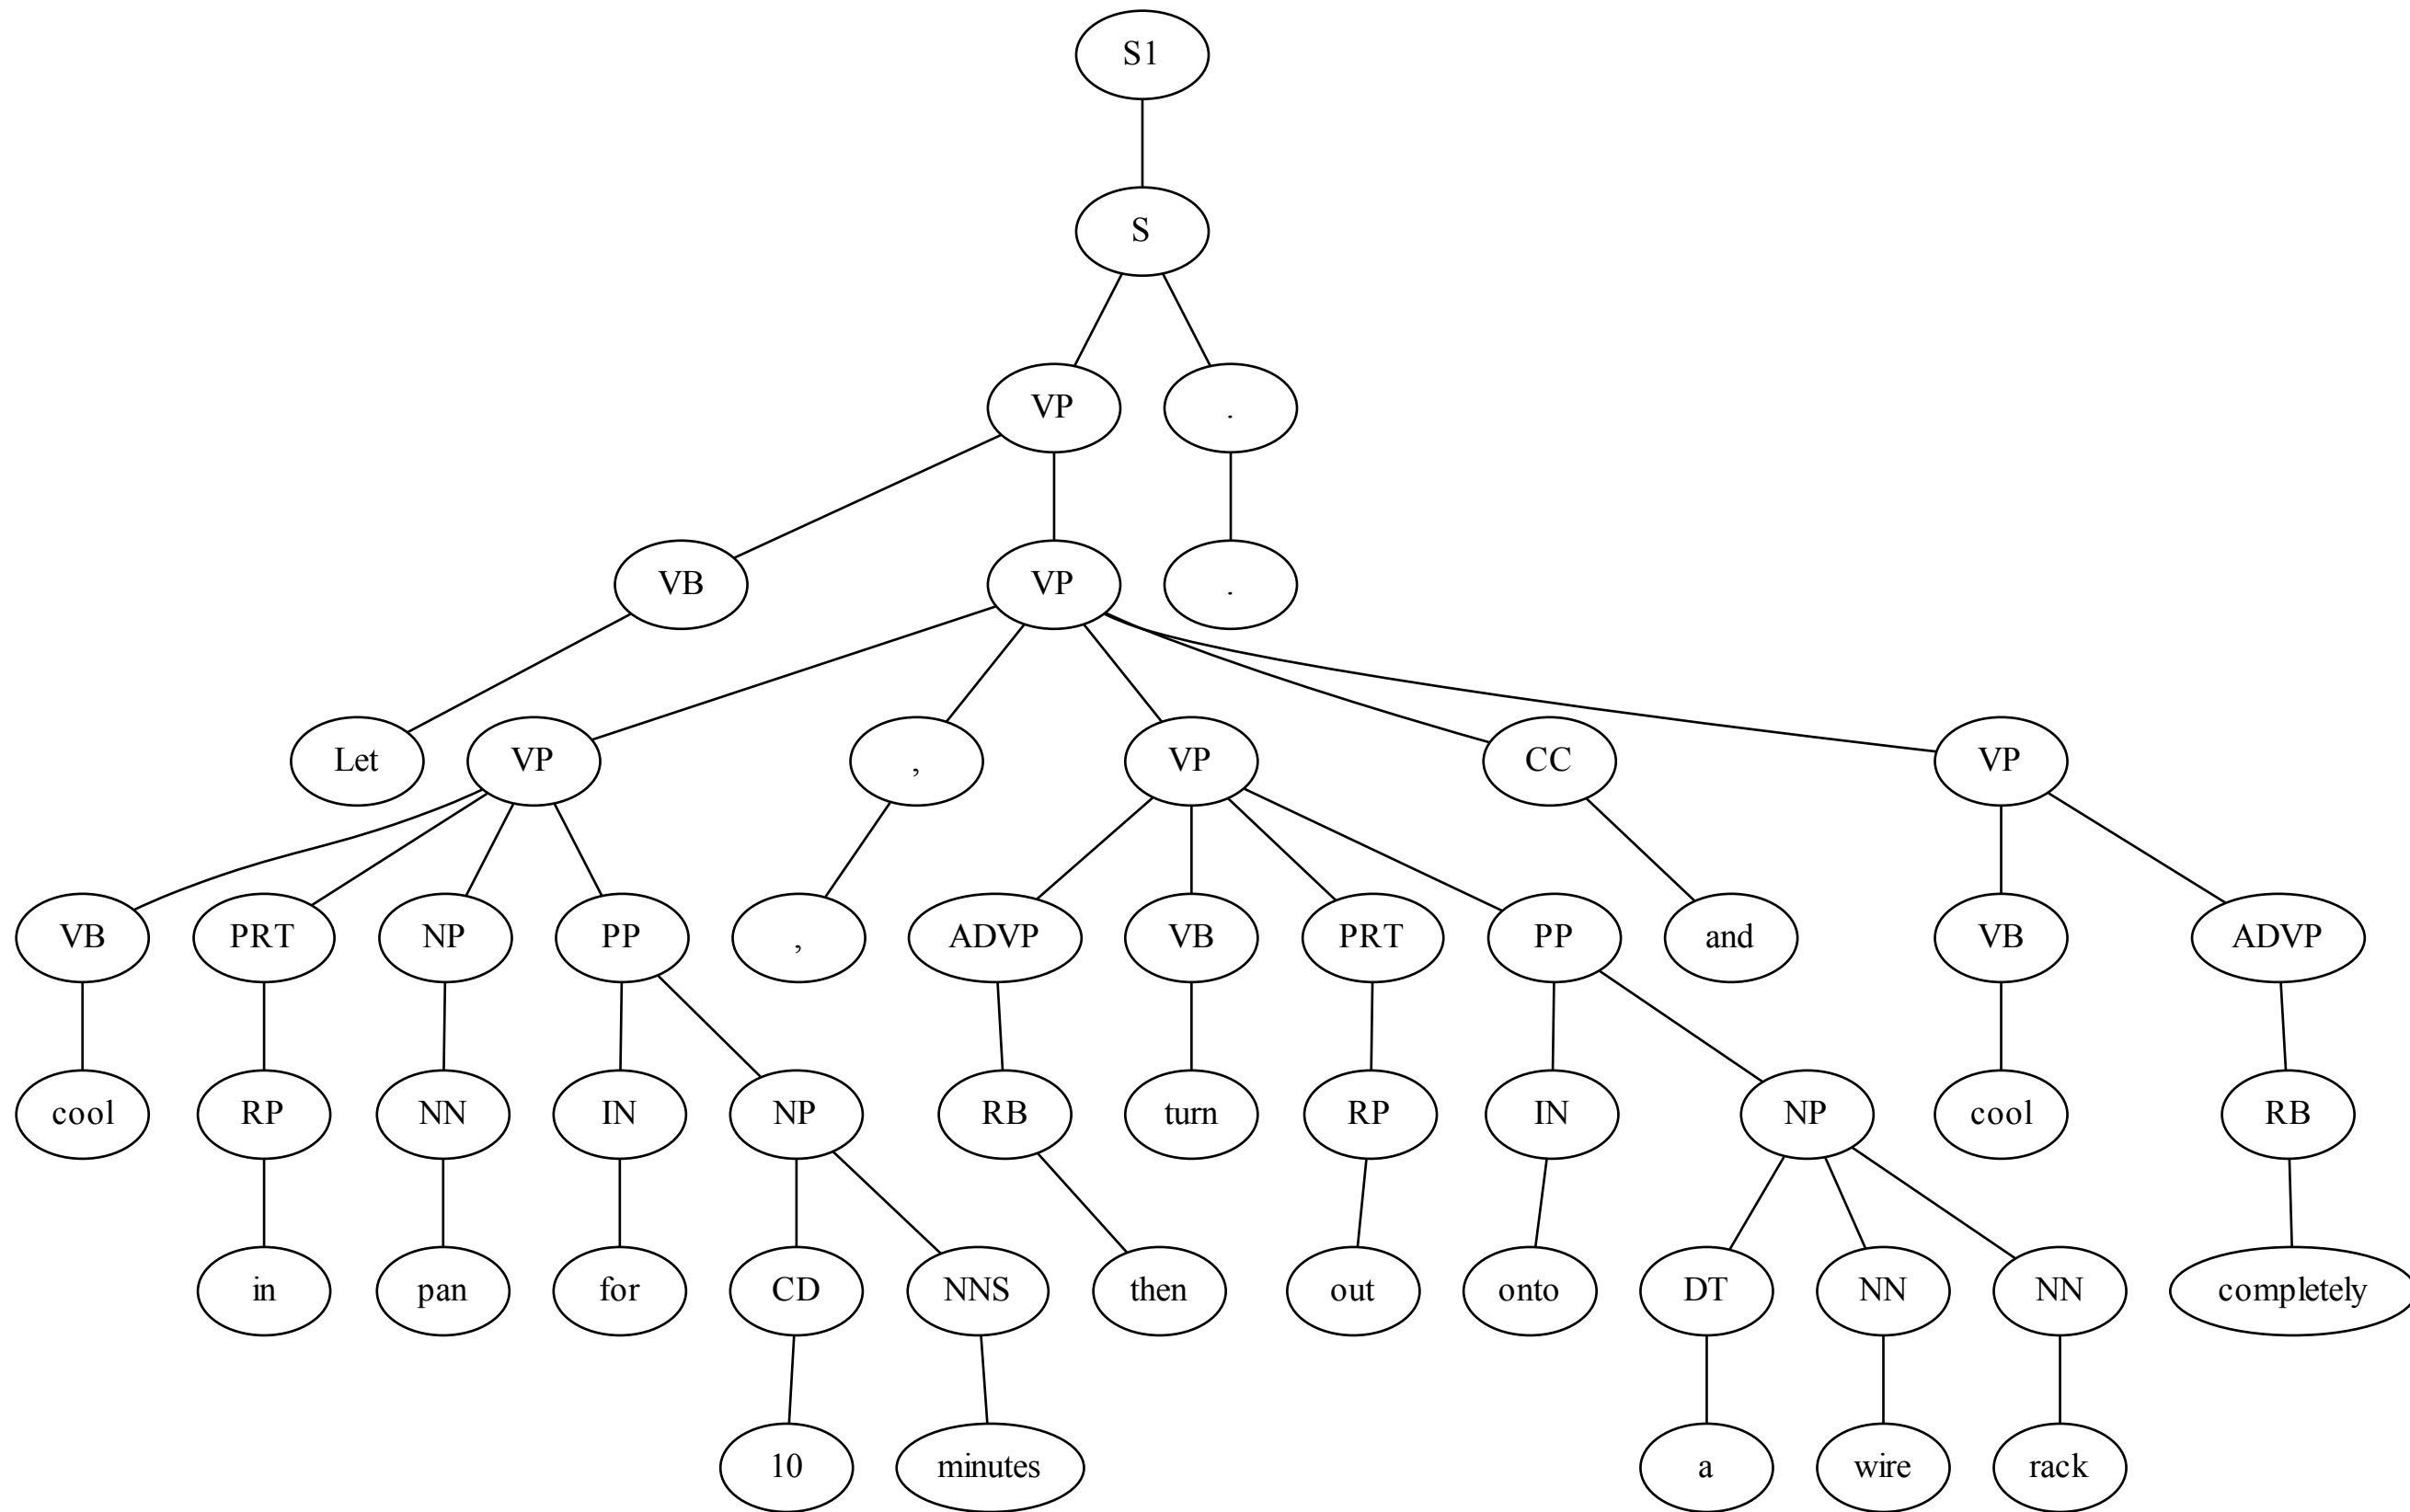 S1
S
VP .
VB VP .
Let VP , VP CC VP
VB PRT NP PP , ADVP VB PRT PP and VB ADVP
cool RP NN IN NP RB turn RP IN NP cool RB
in pan for CD NNS then out onto DT NN NN completely
10 minutes a wire rack